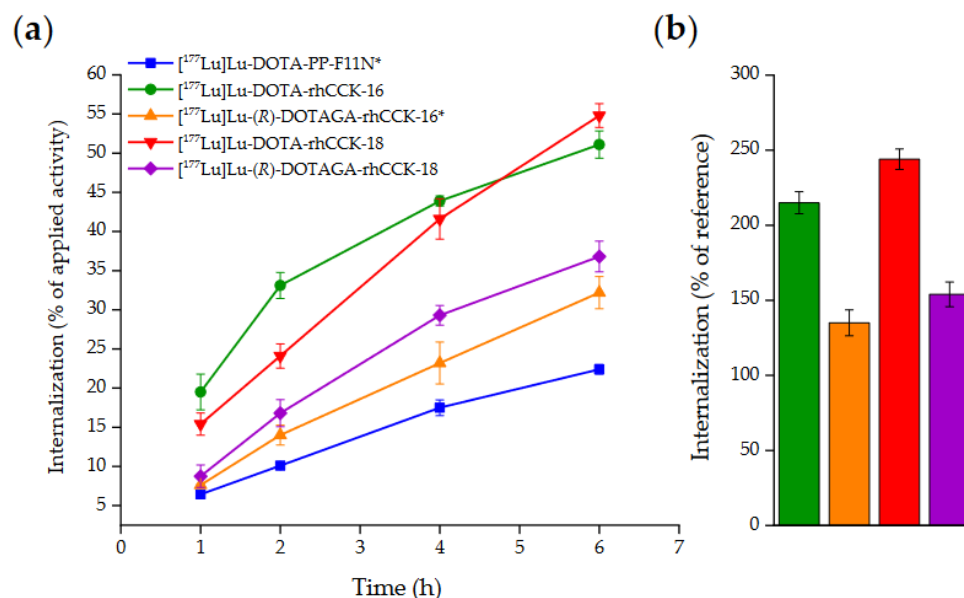 (a)
[¹⁷⁷Lu]Lu-DOTA-PP-F11N*
[¹⁷⁷Lu]Lu-DOTA-rhCCK-16
[¹⁷⁷Lu]Lu-(R)-DOTAGA-rhCCK-16*
[¹⁷⁷Lu]Lu-DOTA-rhCCK-18
[¹⁷⁷Lu]Lu-(R)-DOTAGA-rhCCK-18
Internalization (% of applied activity)
60
55
50
45
40
35
30
25
20
15
10
5
0 1 2 3 4 5 6 7
Time (h)
(b)
Internalization (% of reference)
300
250
200
150
100
50
0